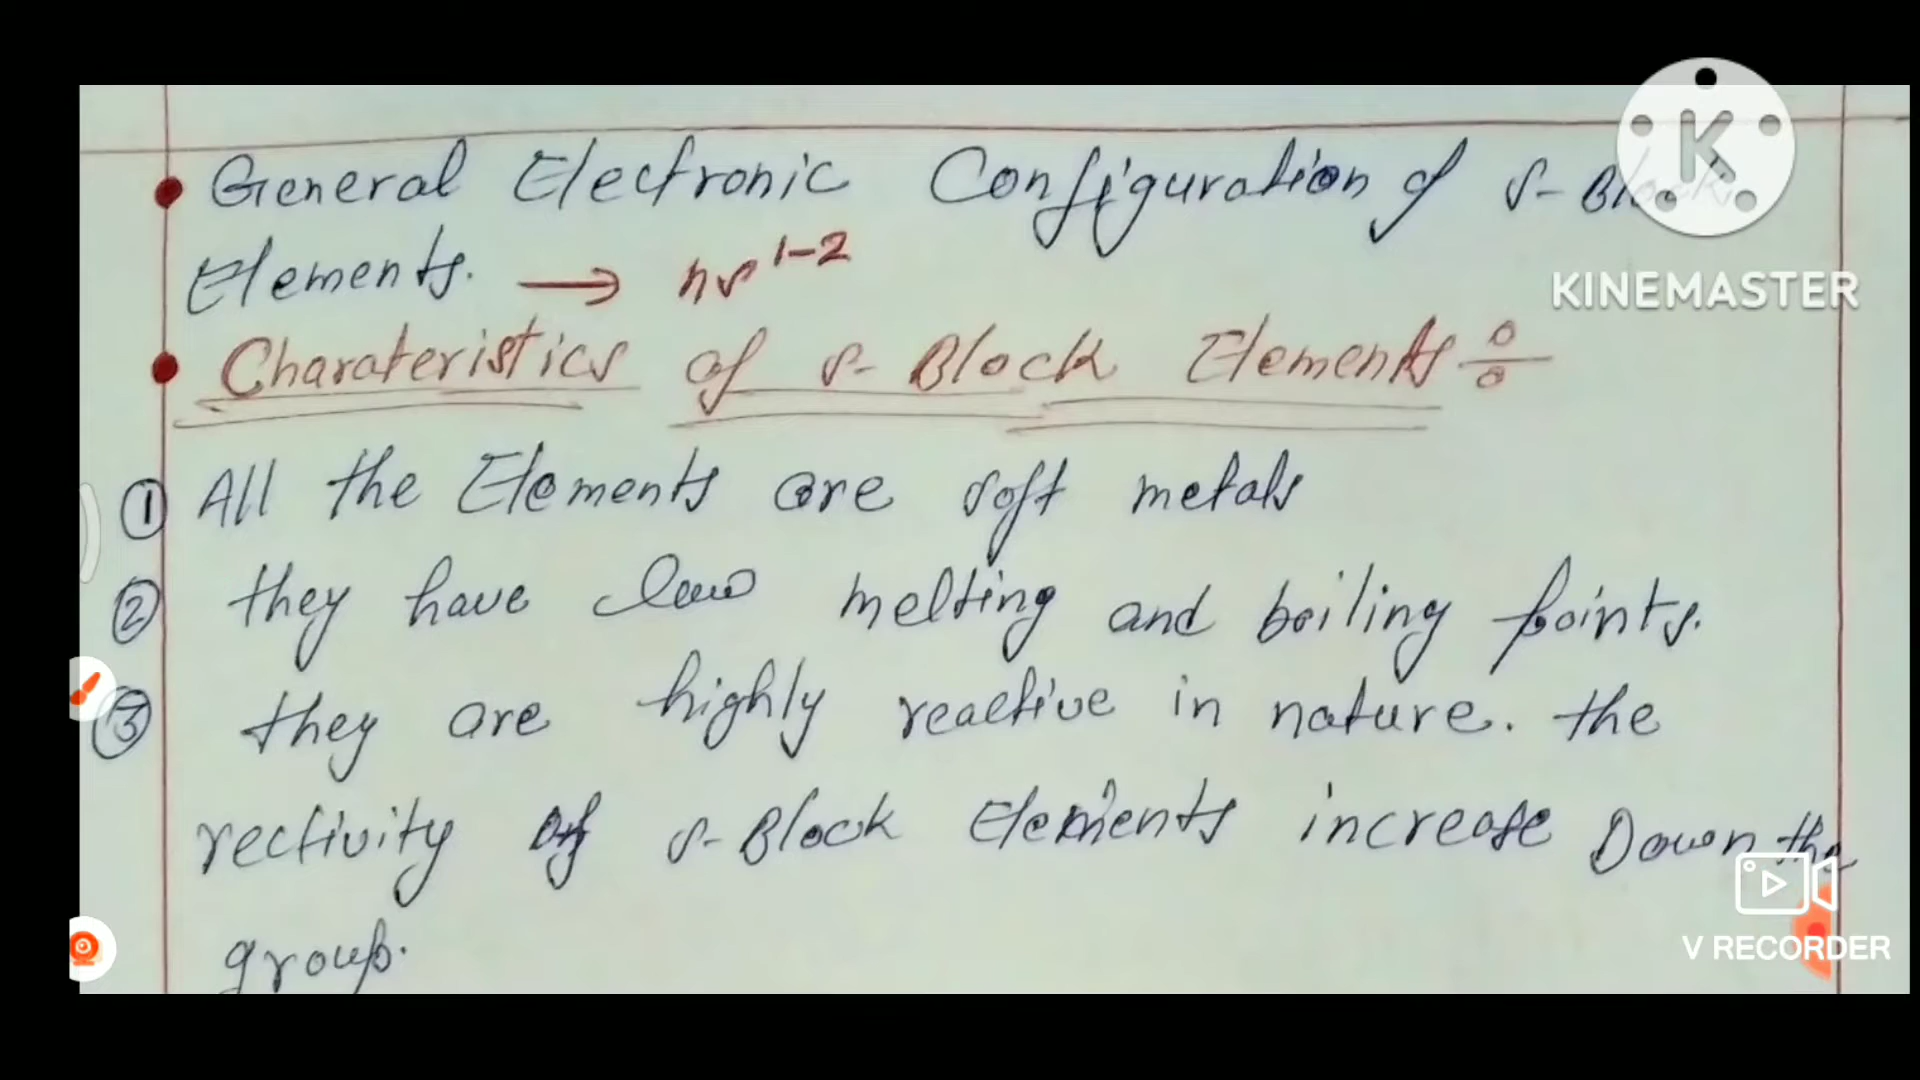 General Electronic Configuration of s-Block
KINEMASTER
Elements. → ns¹⁻²
Charateristics of s-Block Elements÷
① All the Elements are soft metals
② they have low melting and boiling points.
③ they are highly reactive in nature. the
rectivity of s-Block Elements increase Down the
group.
V RECORDER